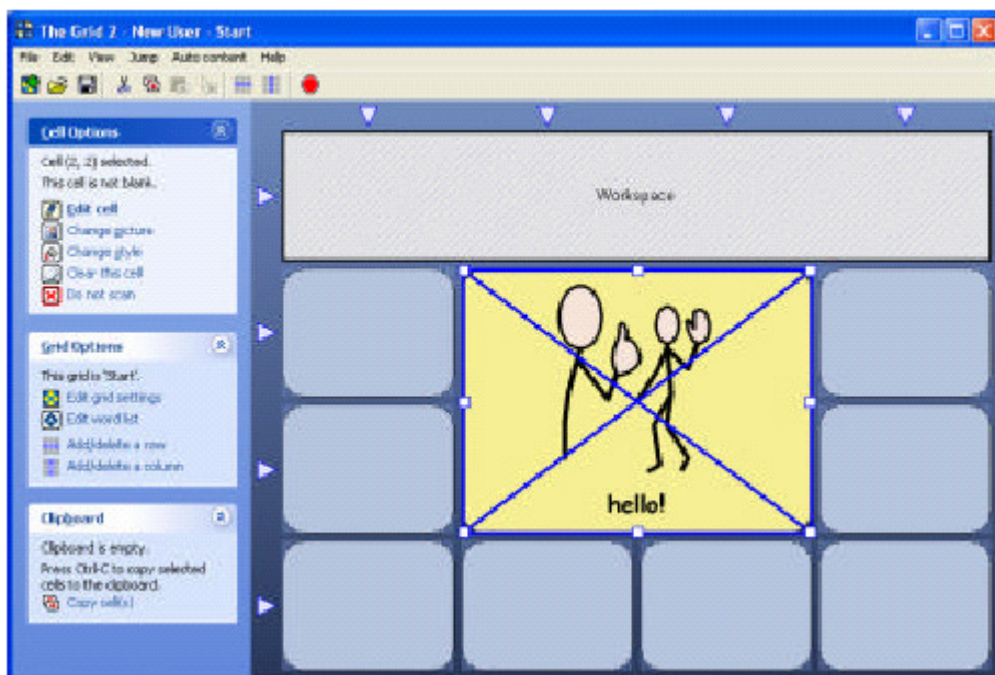 The Grid 2 - New User - Start
File Edit View Jump Auto content Help
Cell Options
Cell (2, 2) selected.
This cell is not blank.
Edit cell
Change picture
Change style
Clear this cell
Do not scan
Grid Options
This grid is 'Start'.
Edit grid settings
Edit word list
Add/delete a row
Add/delete a column
Clipboard
Clipboard is empty.
Press Ctrl-C to copy selected
cells to the clipboard.
Copy cell(s)
Workspace
hello!